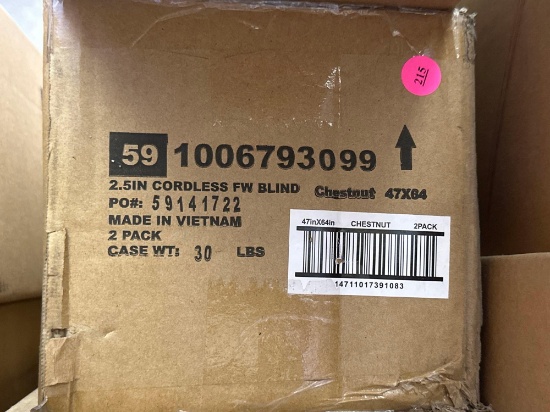 215
59 1006793099
2.5IN CORDLESS FW BLIND Chestnut 47X64
PO#: 59141722
MADE IN VIETNAM
2 PACK
CASE WT: 30 LBS
47inX64in CHESTNUT 2PACK
14711017391083